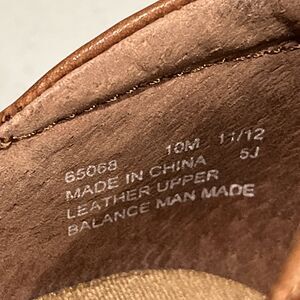 65068 10M 11/12
MADE IN CHINA 5J
LEATHER UPPER
BALANCE MAN MADE